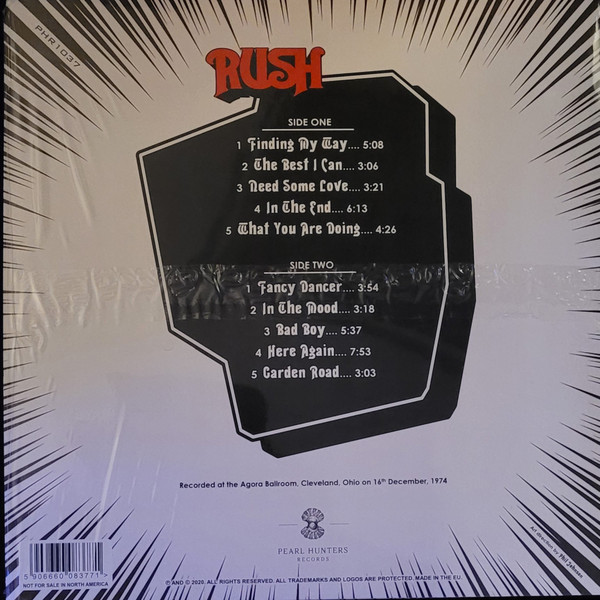 PHR1037
RUSH
SIDE ONE
1 Finding My Way.... 5:08
2 The Best I Can.... 3:06
3 Need Some Love.... 3:21
4 In The End.... 6:13
5 What You Are Doing.... 4:26
SIDE TWO
1 Fancy Dancer.... 3:54
2 In The Mood.... 3:18
3 Bad Boy.... 5:37
4 Here Again.... 7:53
5 Garden Road.... 3:03
Recorded at the Agora Ballroom, Cleveland, Ohio on 16th December, 1974
PEARL HUNTERS
RECORDS
Art direction by Phil Johnson
5 906660 083771 >
NOT FOR SALE IN NORTH AMERICA
℗ AND © 2020. ALL RIGHTS RESERVED. ALL TRADEMARKS AND LOGOS ARE PROTECTED. MADE IN THE EU.